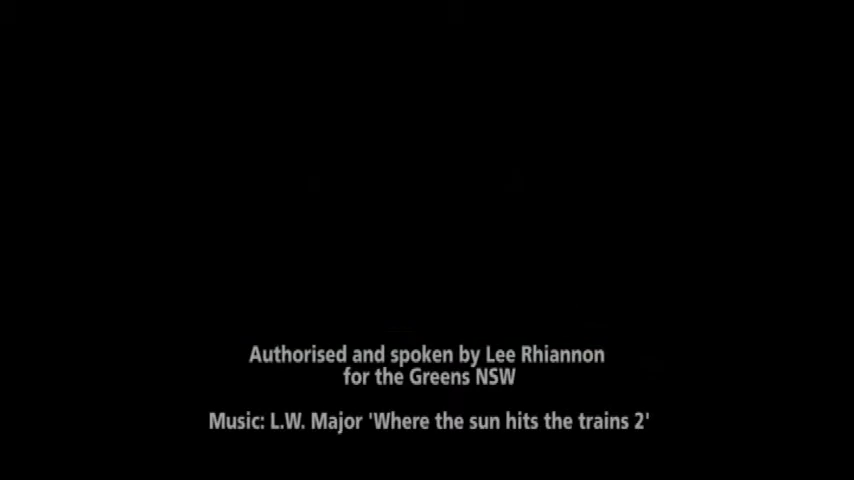 Authorised and spoken by Lee Rhiannon
for the Greens NSW
Music: L.W. Major 'Where the sun hits the trains 2'